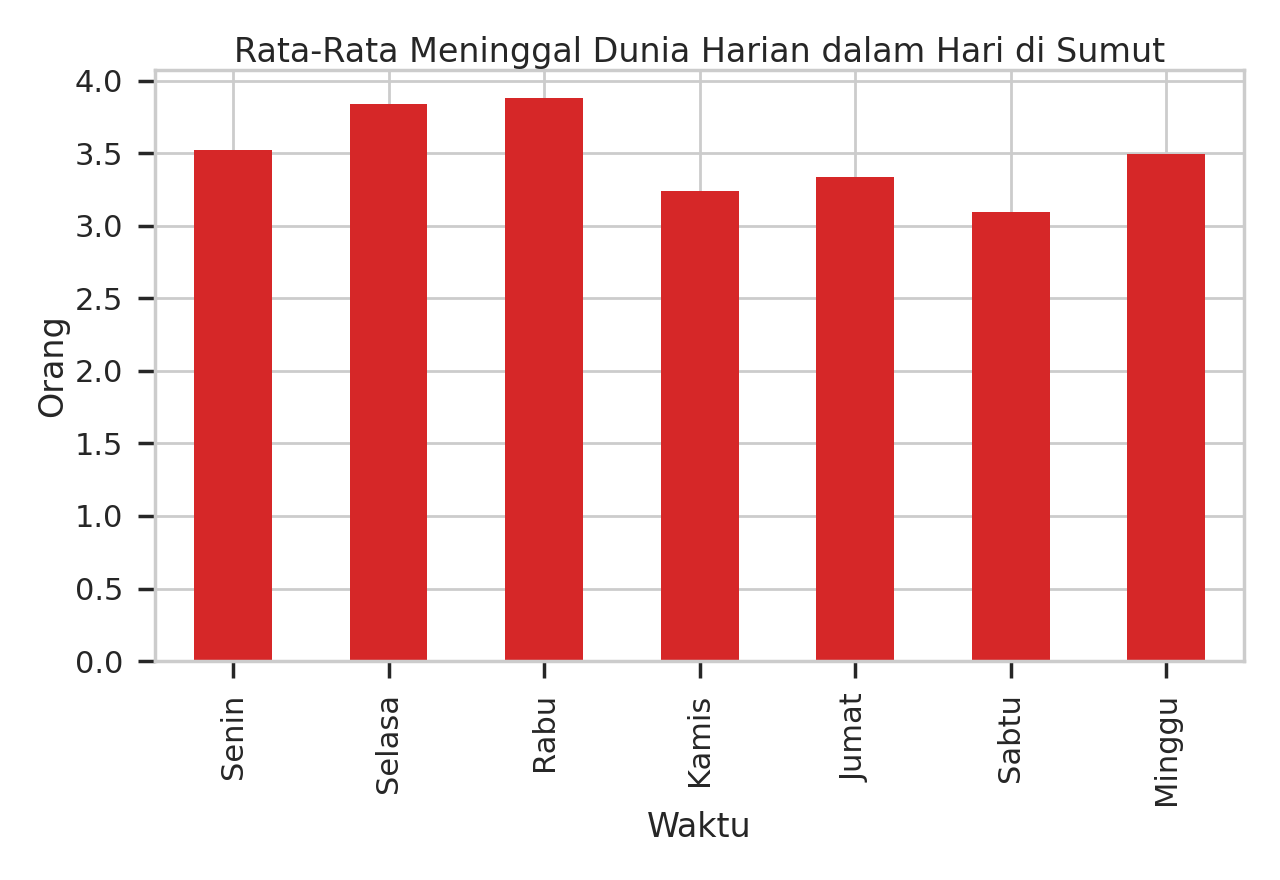 Rata-Rata Meninggal Dunia Harian dalam Hari di Sumut
4.0
3.5
3.0
2.5
2.0
1.5
1.0
0.5
0.0
Orang
Senin
Selasa
Rabu
Kamis
Jumat
Sabtu
Minggu
Waktu